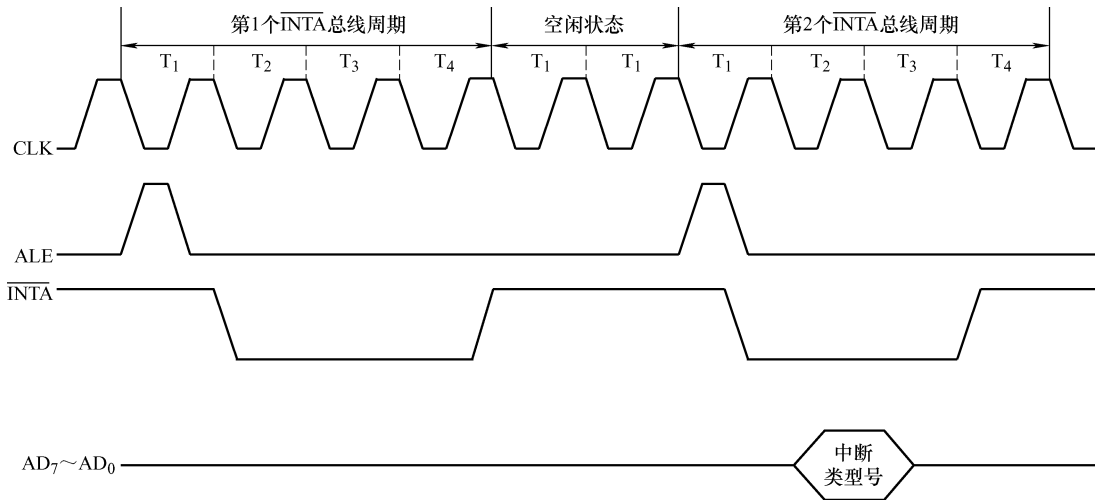 第1个INTA总线周期 空闲状态 第2个INTA总线周期
T1 T2 T3 T4 T1 T1 T1 T2 T3 T4
CLK
ALE
INTA
AD7～AD0
中断
类型号